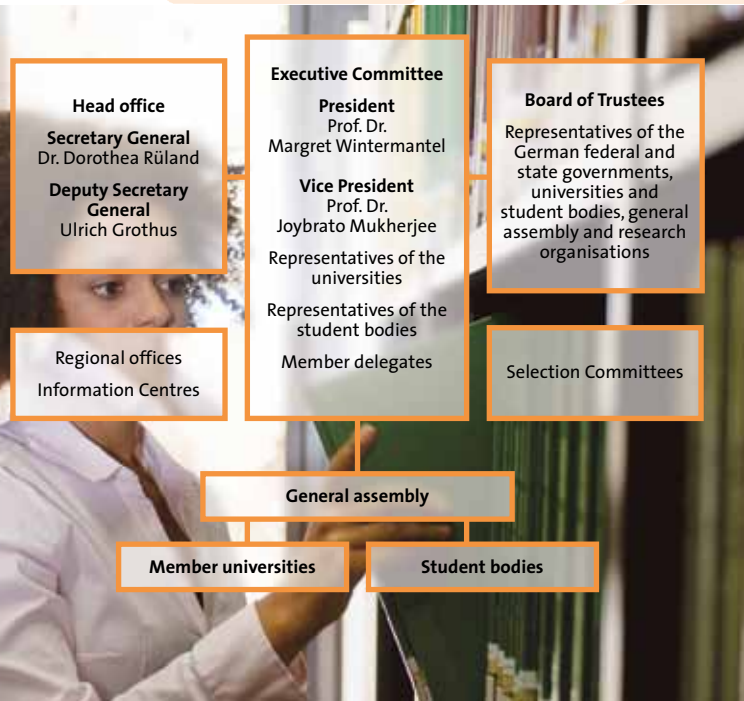 Head office
Secretary General
Dr. Dorothea Rüland
Deputy Secretary
General
Ulrich Grothus
Executive Committee
President
Prof. Dr.
Margret Wintermantel
Vice President
Prof. Dr.
Joybrato Mukherjee
Representatives of the
universities
Representatives of the
student bodies
Member delegates
Board of Trustees
Representatives of the
German federal and
state governments,
universities and
student bodies, general
assembly and research
organisations
Regional offices
Information Centres
Selection Committees
General assembly
Member universities
Student bodies